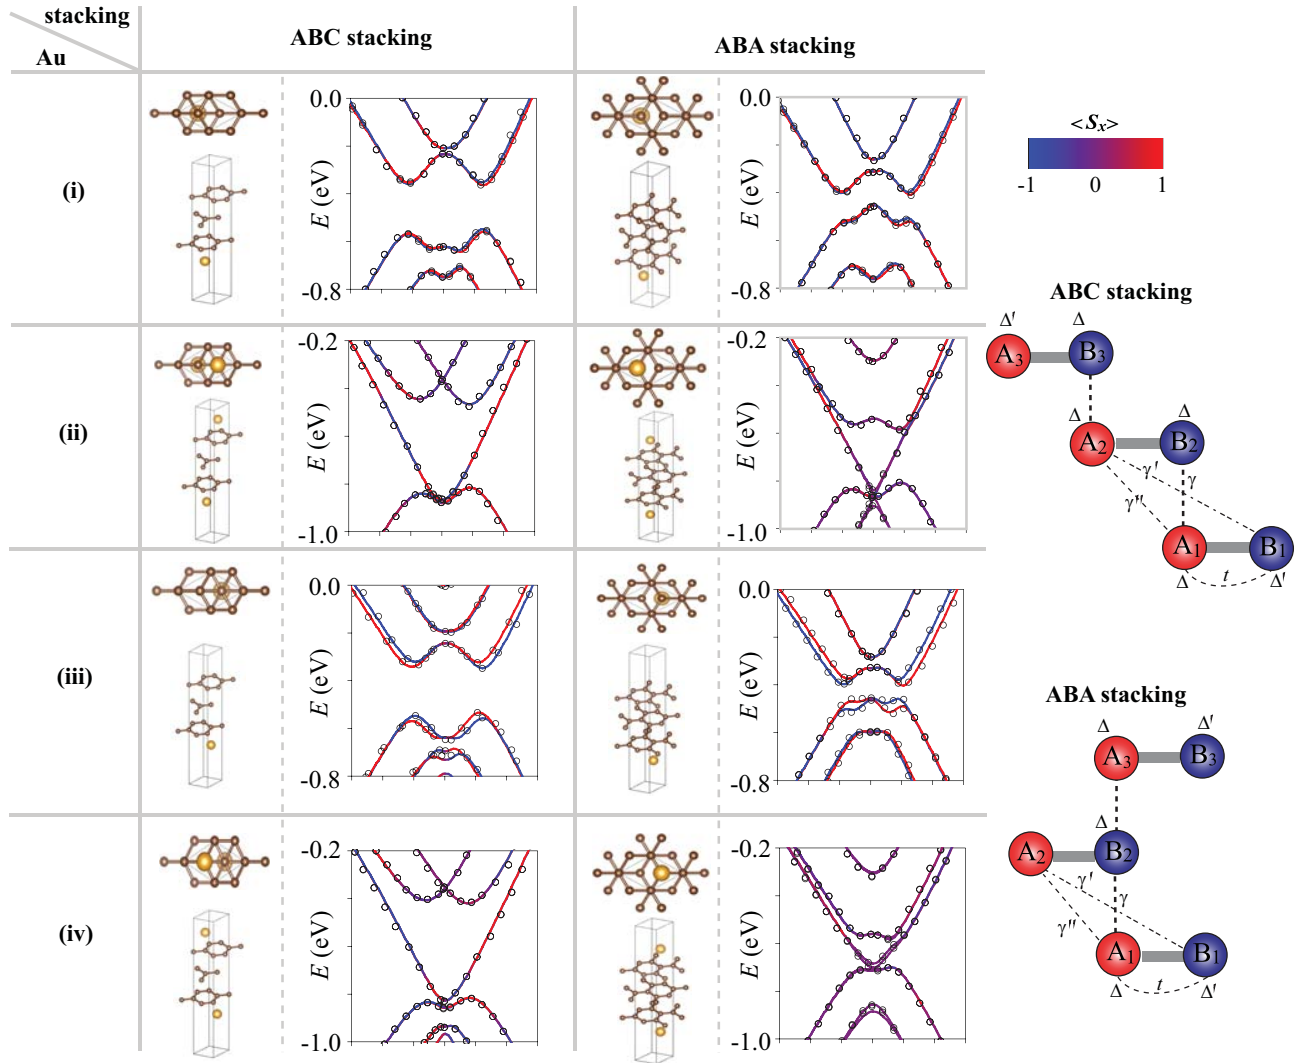 stacking
Au
ABC stacking
ABA stacking
(i)
0.0
E (eV)
-0.8
0.0
E (eV)
-0.8
<Sx>
-1 0 1
(ii)
-0.2
E (eV)
-1.0
-0.2
E (eV)
-1.0
(iii)
0.0
E (eV)
-0.8
0.0
E (eV)
-0.8
(iv)
-0.2
E (eV)
-1.0
-0.2
E (eV)
-1.0
ABC stacking
Δ' Δ
A3 B3
Δ Δ
A2 B2
γ' γ
γ''
A1 B1
Δ t Δ'
ABA stacking
Δ Δ'
A3 B3
Δ
A2 B2
γ' γ
γ''
A1 B1
Δ t Δ'